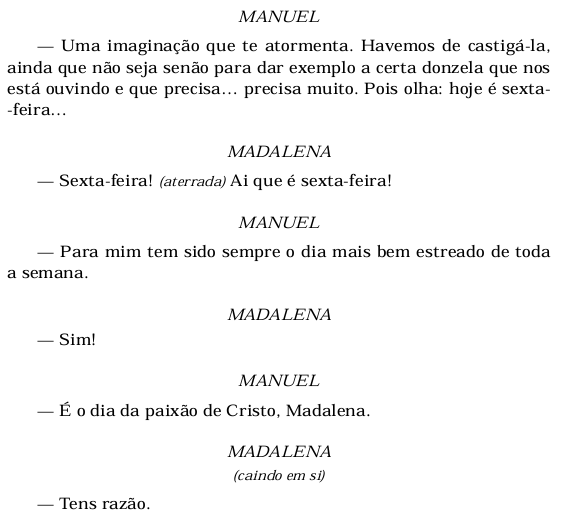 MANUEL
— Uma imaginação que te atormenta. Havemos de castigá-la,
ainda que não seja senão para dar exemplo a certa donzela que nos
está ouvindo e que precisa... precisa muito. Pois olha: hoje é sexta-
-feira...
MADALENA
— Sexta-feira! (aterrada) Ai que é sexta-feira!
MANUEL
— Para mim tem sido sempre o dia mais bem estreado de toda
a semana.
MADALENA
— Sim!
MANUEL
— É o dia da paixão de Cristo, Madalena.
MADALENA
(caindo em si)
— Tens razão.